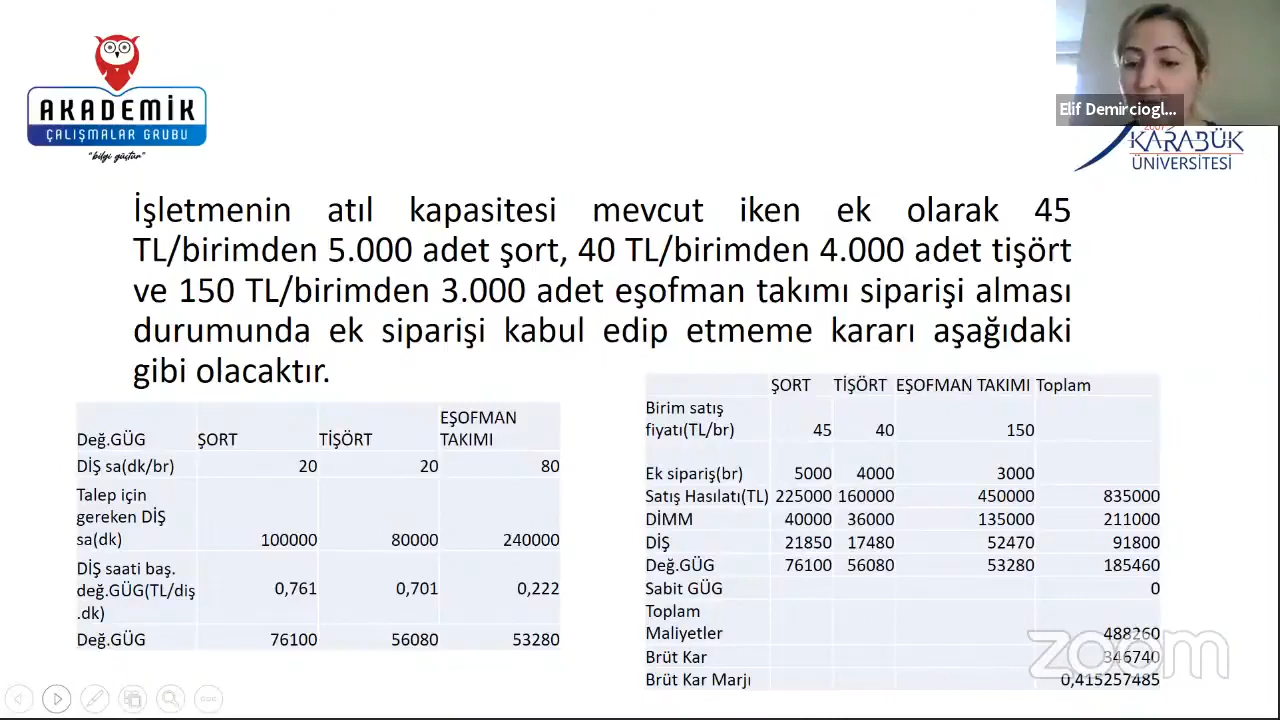 AKADEMİK
ÇALIŞMALAR GRUBU
"bilgi güçtür"
Elif Demirciogl...
2007
KARABÜK
ÜNİVERSİTESİ
İşletmenin atıl kapasitesi mevcut iken ek olarak 45
TL/birimden 5.000 adet şort, 40 TL/birimden 4.000 adet tişört
ve 150 TL/birimden 3.000 adet eşofman takımı siparişi alması
durumunda ek siparişi kabul edip etmeme kararı aşağıdaki
gibi olacaktır.
EŞOFMAN
Değ.GÜG ŞORT TİŞÖRT TAKIMI
DİŞ sa(dk/br) 20 20 80
Talep için
gereken DİŞ
sa(dk) 100000 80000 240000
DİŞ saati baş.
değ.GÜG(TL/diş 0,761 0,701 0,222
.dk)
Değ.GÜG 76100 56080 53280
ŞORT TİŞÖRT EŞOFMAN TAKIMI Toplam
Birim satış
fiyatı(TL/br) 45 40 150
Ek sipariş(br) 5000 4000 3000
Satış Hasılatı(TL) 225000 160000 450000 835000
DİMM 40000 36000 135000 211000
DİŞ 21850 17480 52470 91800
Değ.GÜG 76100 56080 53280 185460
Sabit GÜG 0
Toplam
Maliyetler 488260
Brüt Kar 346740
Brüt Kar Marjı 0,415257485
zoom